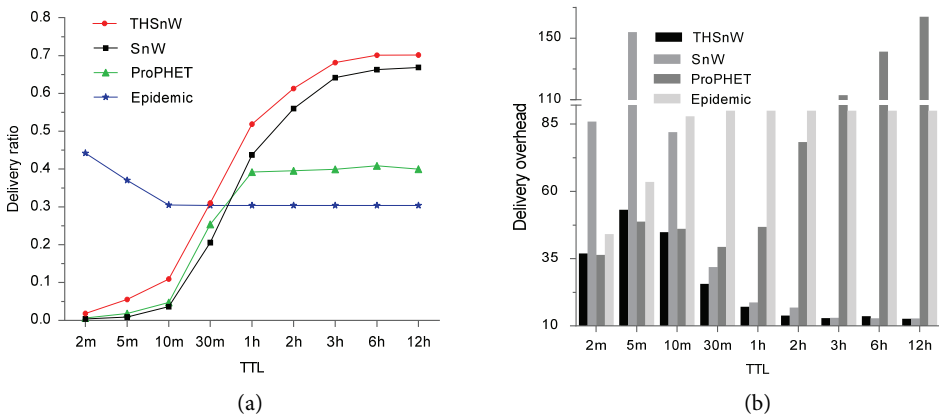 0.8
0.7
0.6
0.5
0.4
0.3
0.2
0.1
0.0
Delivery ratio
THSnW
SnW
ProPHET
Epidemic
2m 5m 10m 30m 1h 2h 3h 6h 12h
TTL
(a)
150
110
85
60
35
10
Delivery overhead
THSnW
SnW
ProPHET
Epidemic
2m 5m 10m 30m 1h 2h 3h 6h 12h
TTL
(b)